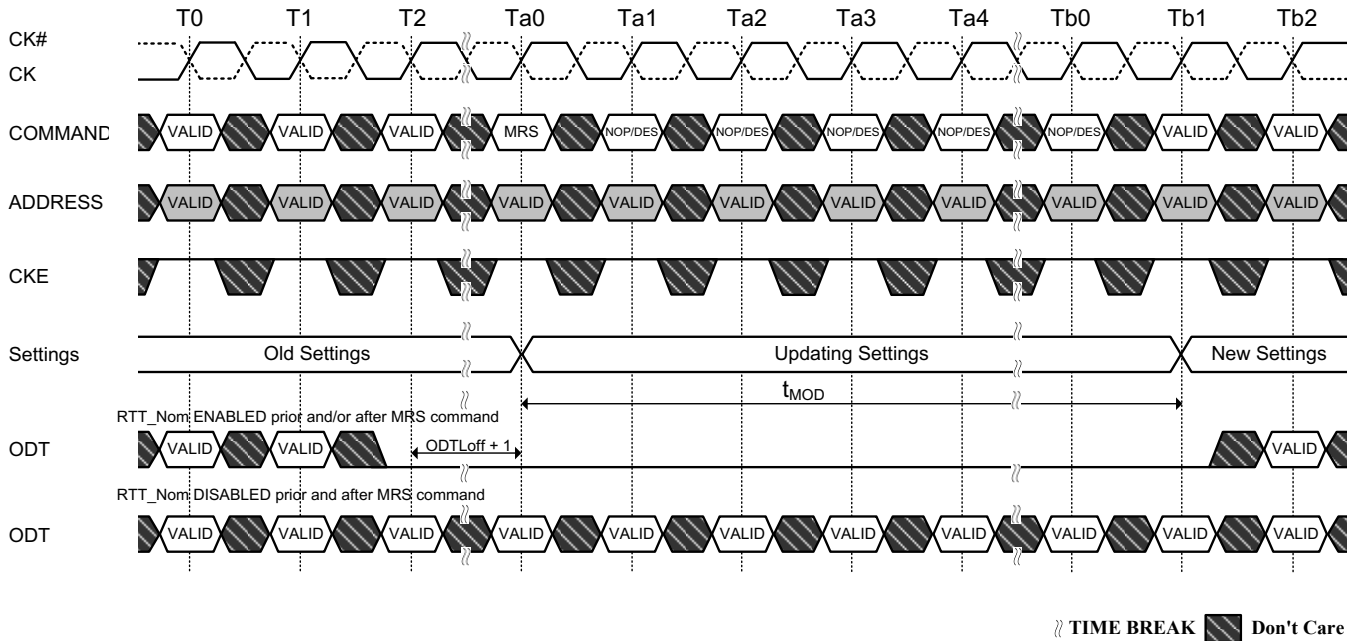 T0 T1 T2 Ta0 Ta1 Ta2 Ta3 Ta4 Tb0 Tb1 Tb2
CK#
CK
COMMAND VALID VALID VALID MRS NOP/DES NOP/DES NOP/DES NOP/DES NOP/DES VALID VALID
ADDRESS VALID VALID VALID VALID VALID VALID VALID VALID VALID VALID VALID
CKE
Settings Old Settings Updating Settings New Settings
tMOD
RTT_Nom ENABLED prior and/or after MRS command
ODT VALID VALID ODTLoff + 1 VALID
RTT_Nom DISABLED prior and after MRS command
ODT VALID VALID VALID VALID VALID VALID VALID VALID VALID VALID VALID
TIME BREAK Don't Care